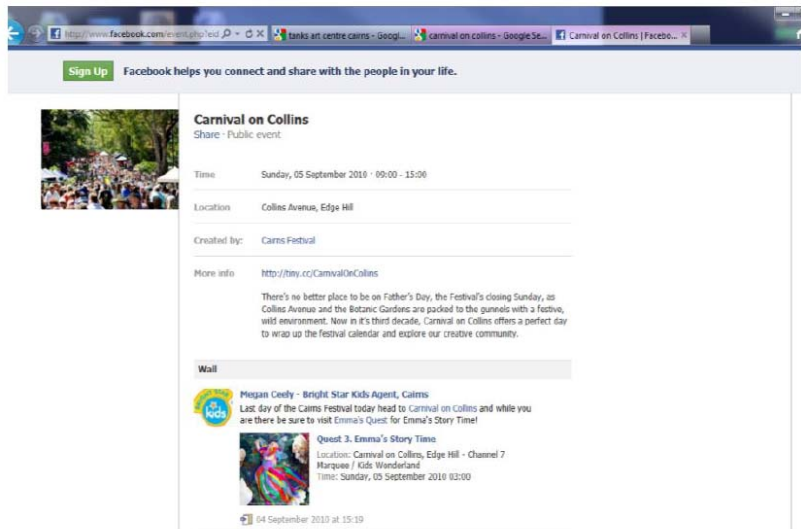 http://www.facebook.com/event.php?eid
tanks art centre cairns - Googl...
carnival on collins - Google Se...
Carnival on Collins | Facebo...
Sign Up Facebook helps you connect and share with the people in your life.
Carnival on Collins
Share · Public event
Time Sunday, 05 September 2010 · 09:00 - 15:00
Location Collins Avenue, Edge Hill
Created by: Cairns Festival
More info http://tiny.cc/CarnivalOnCollins
There's no better place to be on Father's Day, the Festival's closing Sunday, as
Collins Avenue and the Botanic Gardens are packed to the gunnels with a festive,
wild environment. Now in it's third decade, Carnival on Collins offers a perfect day
to wrap up the festival calendar and explore our creative community.
Wall
BRIGHT STAR kids
Megan Ceely - Bright Star Kids Agent, Cairns
Last day of the Cairns Festival today head to Carnival on Collins and while you
are there be sure to visit Emma's Quest for Emma's Story Time!
Quest 3. Emma's Story Time
Location: Carnival on Collins, Edge Hill - Channel 7
Marquee / Kids Wonderland
Time: Sunday, 05 September 2010 03:00
04 September 2010 at 15:19